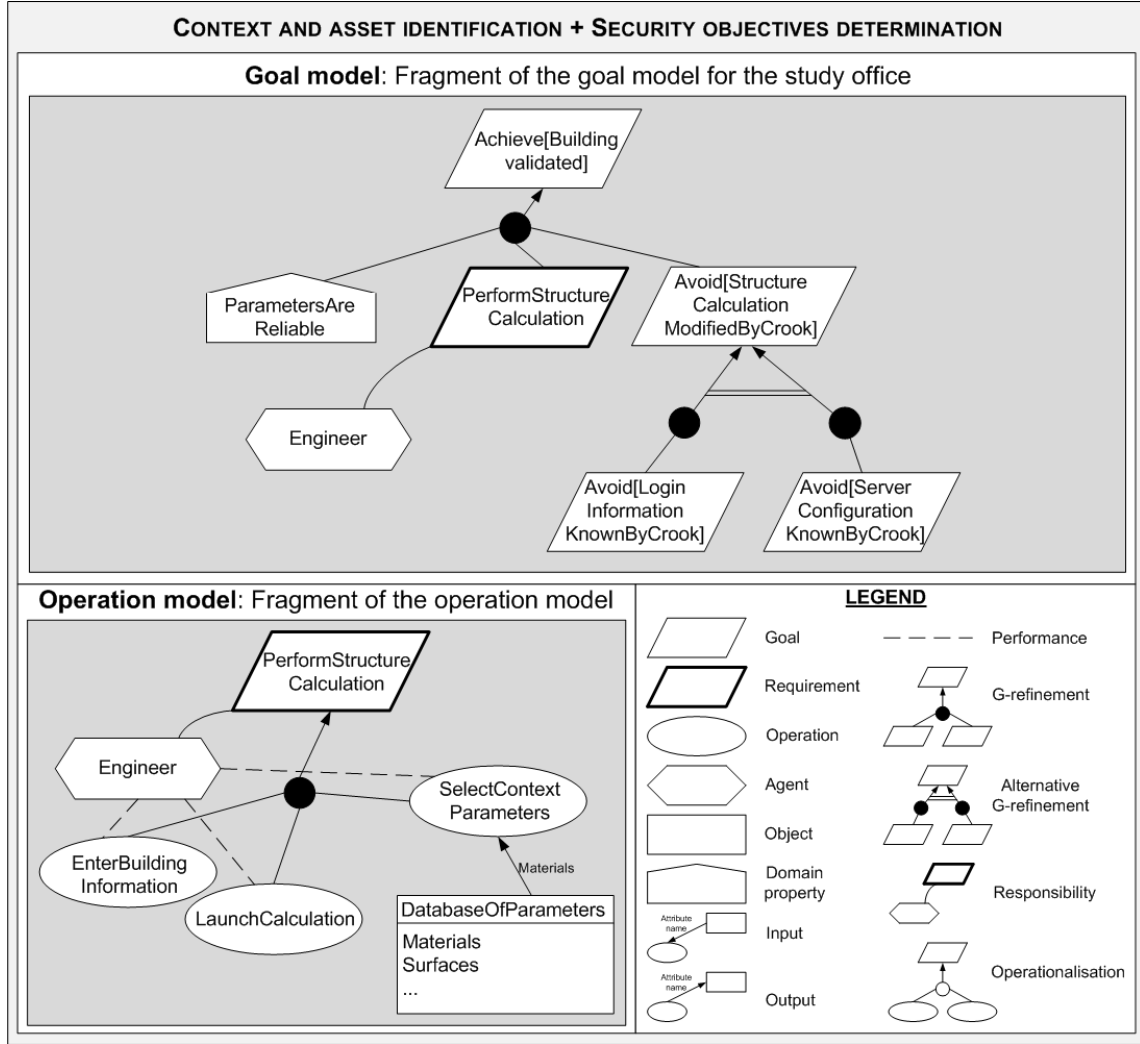 CONTEXT AND ASSET IDENTIFICATION + SECURITY OBJECTIVES DETERMINATION
Goal model: Fragment of the goal model for the study office
Achieve[Building
validated]
ParametersAre
Reliable
PerformStructure
Calculation
Avoid[Structure
Calculation
ModifiedByCrook]
Engineer
Avoid[Login
Information
KnownByCrook]
Avoid[Server
Configuration
KnownByCrook]
Operation model: Fragment of the operation model
PerformStructure
Calculation
Engineer
SelectContext
Parameters
EnterBuilding
Information
LaunchCalculation
Materials
DatabaseOfParameters
Materials
Surfaces
...
LEGEND
Goal
Requirement
Operation
Agent
Object
Domain
property
Attribute
name
Input
Attribute
name
Output
Performance
G-refinement
Alternative
G-refinement
Responsibility
Operationalisation